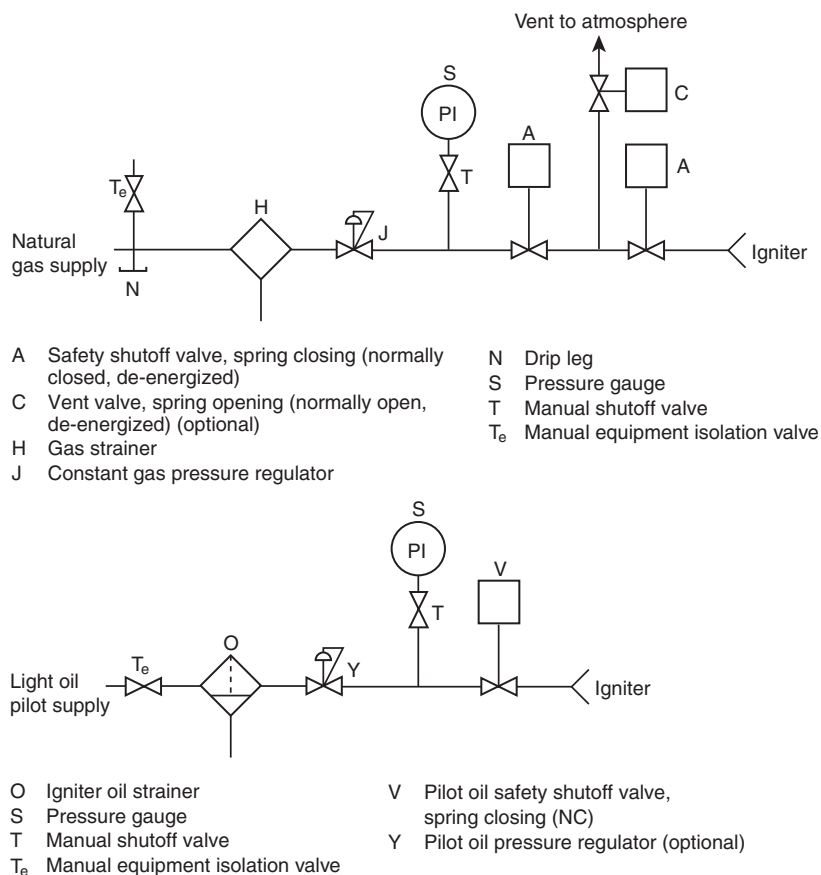 Vent to atmosphere
S
PI
C
A
A
T
Te
H
J
Natural
gas supply
N
Igniter
A Safety shutoff valve, spring closing (normally
closed, de-energized)
C Vent valve, spring opening (normally open,
de-energized) (optional)
H Gas strainer
J Constant gas pressure regulator
N Drip leg
S Pressure gauge
T Manual shutoff valve
Te Manual equipment isolation valve
S
PI
V
T
O
Te
Y
Light oil
pilot supply
Igniter
O Igniter oil strainer
S Pressure gauge
T Manual shutoff valve
Te Manual equipment isolation valve
V Pilot oil safety shutoff valve,
spring closing (NC)
Y Pilot oil pressure regulator (optional)